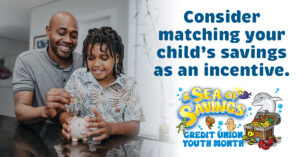 Consider
matching your
child's savings
as an incentive.
A SEA OF
SAVINGS
CREDIT UNION
YOUTH MONTH